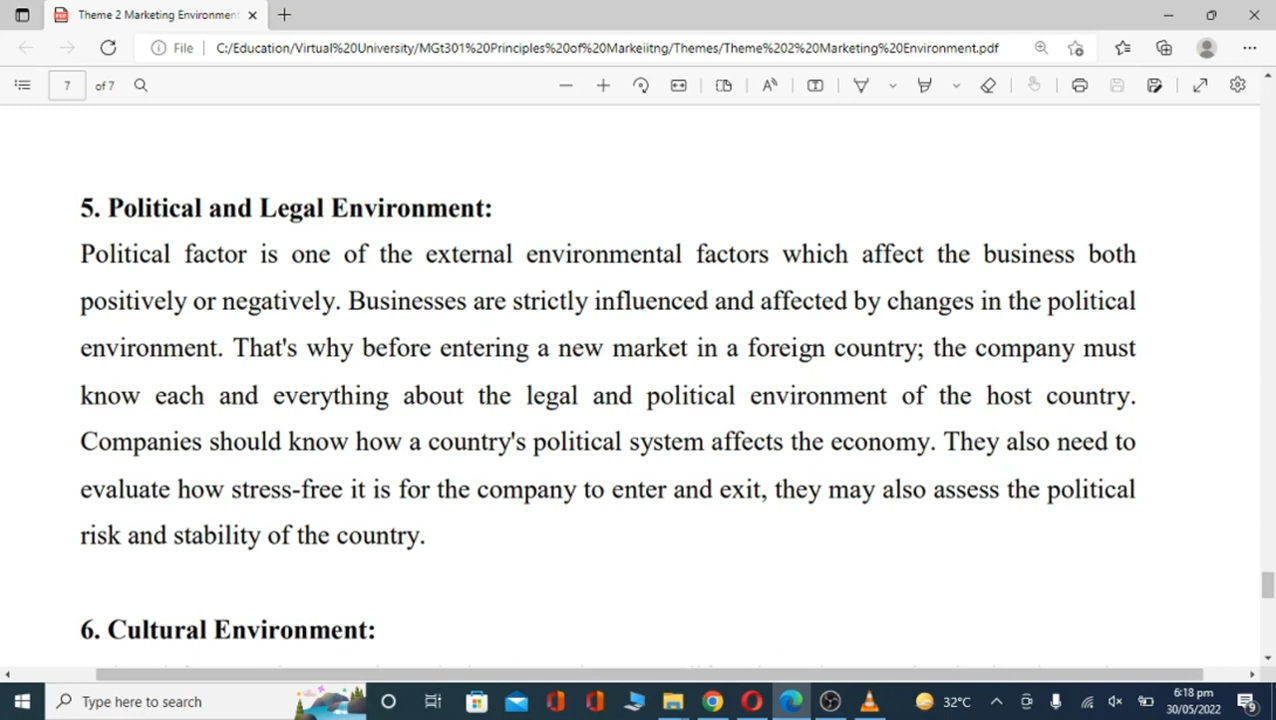 Theme 2 Marketing Environment
File C:/Education/Virtual%20University/MGt301%20Principles%20of%20Markeiitng/Themes/Theme%202%20Marketing%20Environment.pdf
7 of 7
5. Political and Legal Environment:
Political factor is one of the external environmental factors which affect the business both
positively or negatively. Businesses are strictly influenced and affected by changes in the political
environment. That's why before entering a new market in a foreign country; the company must
know each and everything about the legal and political environment of the host country.
Companies should know how a country's political system affects the economy. They also need to
evaluate how stress-free it is for the company to enter and exit, they may also assess the political
risk and stability of the country.
6. Cultural Environment:
Type here to search
32°C
6:18 pm
30/05/2022
9